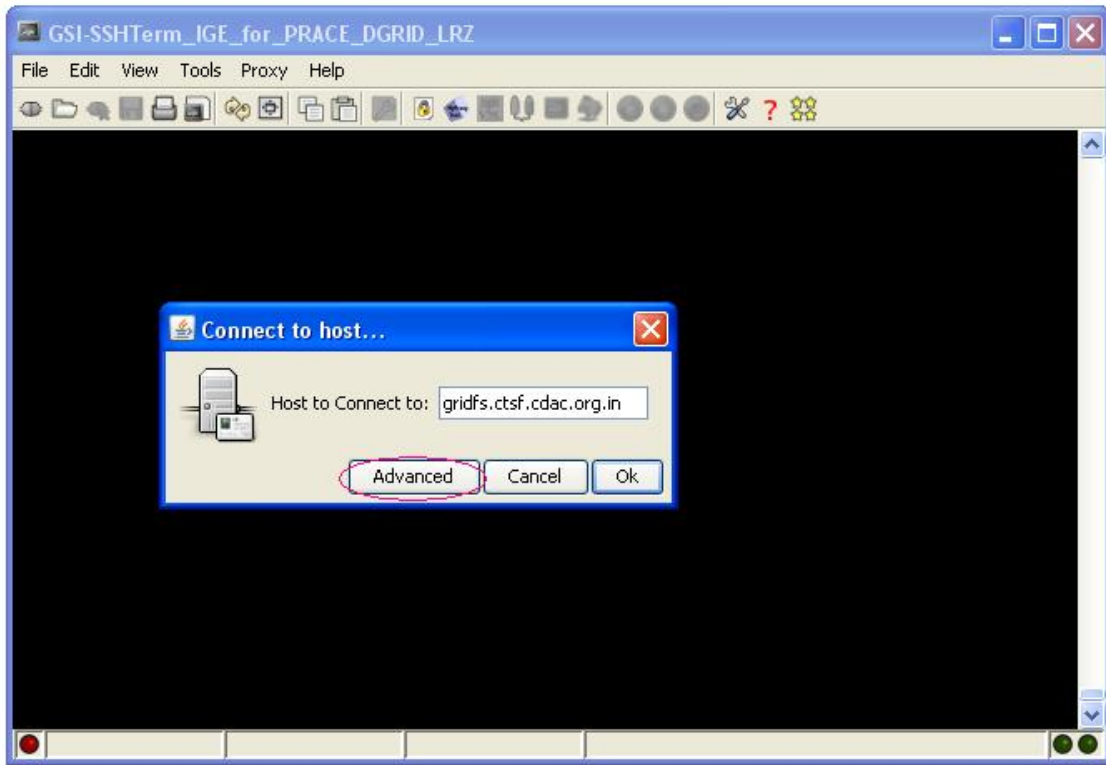 GSI-SSHTerm_IGE_for_PRACE_DGRID_LRZ
File Edit View Tools Proxy Help
Connect to host...
Host to Connect to: gridfs.ctsf.cdac.org.in
Advanced Cancel Ok